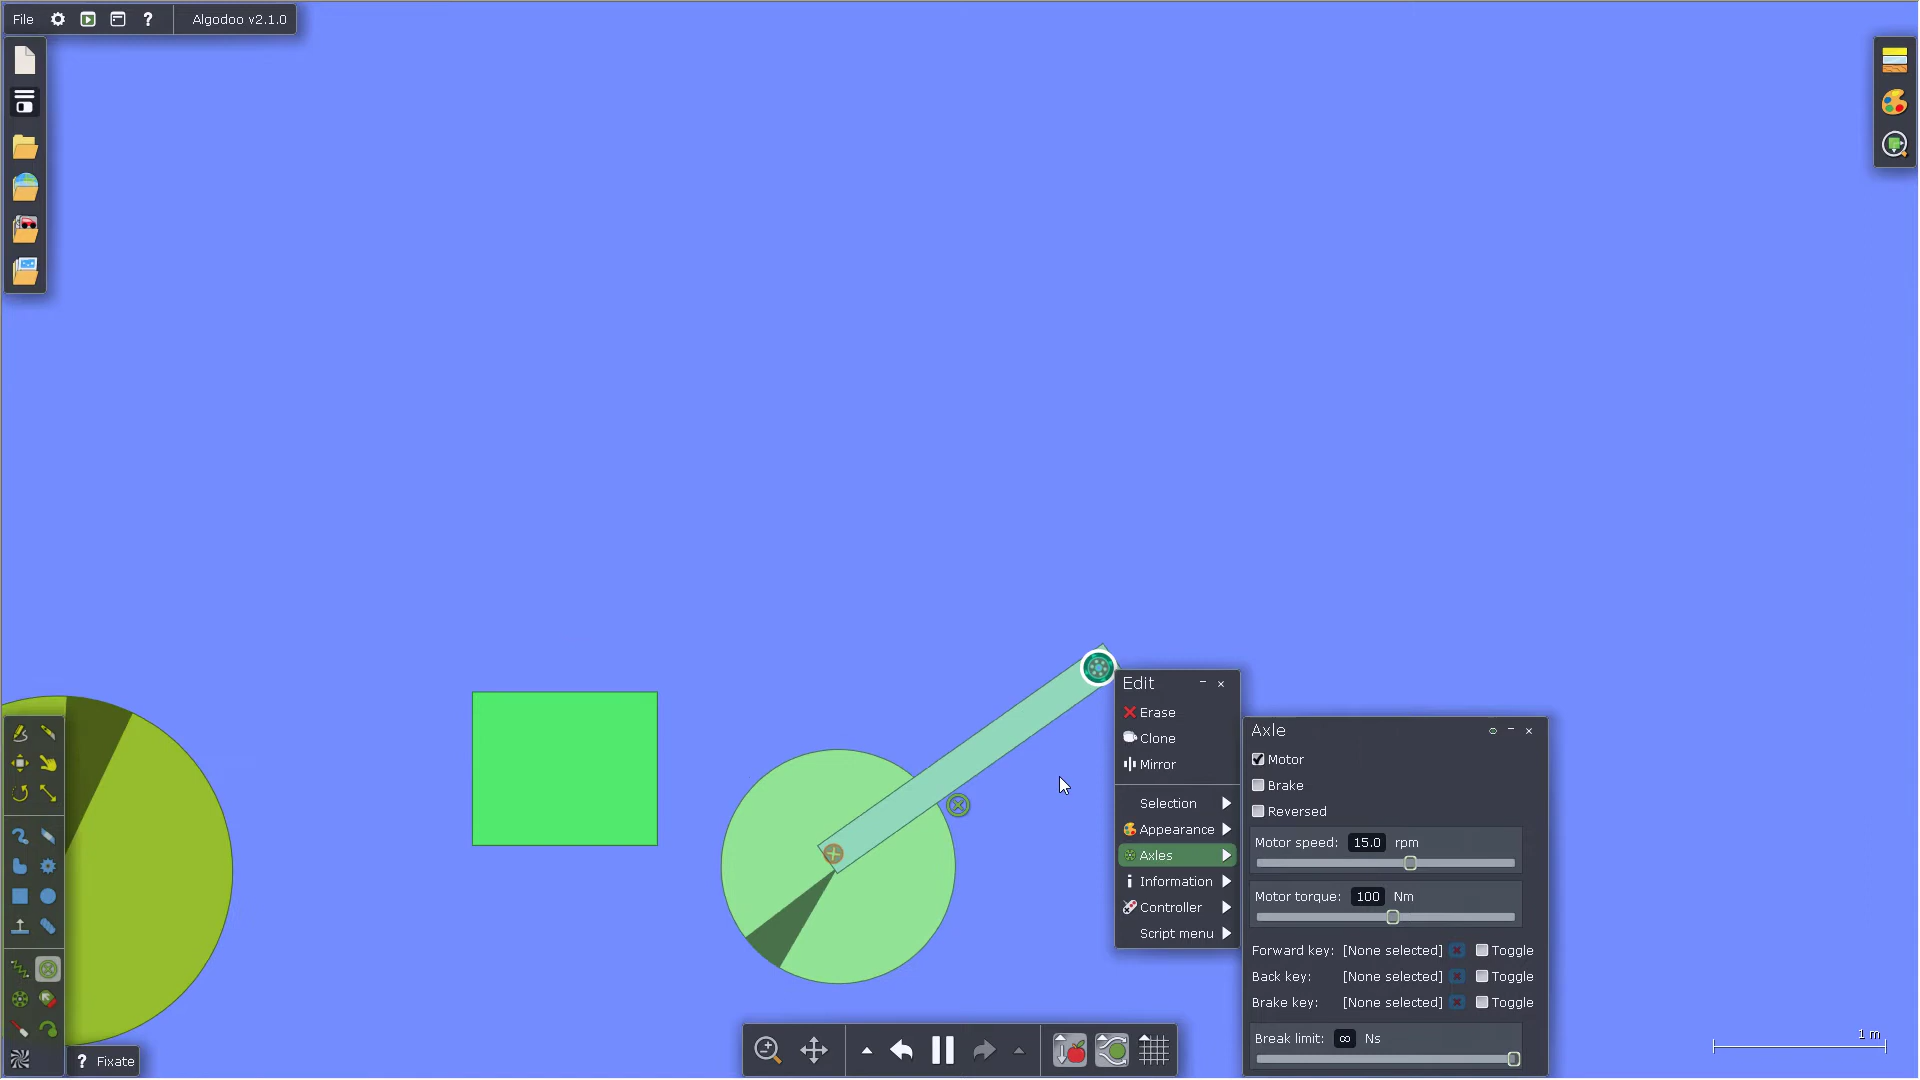 File
Algodoo v2.1.0
Edit
Erase
Clone
Mirror
Selection
Appearance
Axles
Information
Controller
Script menu
Axle
Motor
Brake
Reversed
Motor speed: 15.0 rpm
Motor torque: 100 Nm
Forward key: [None selected] Toggle
Back key: [None selected] Toggle
Brake key: [None selected] Toggle
Break limit: ∞ Ns
1 m
? Fixate